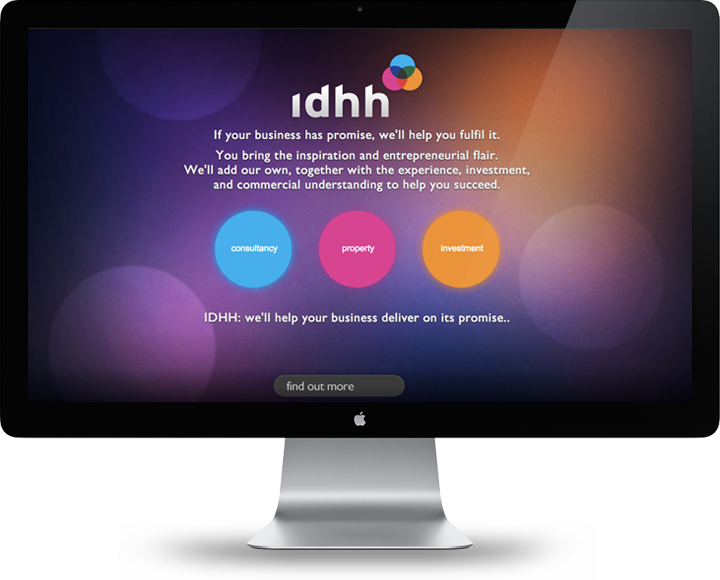 idhh
If your business has promise, we'll help you fulfil it.
You bring the inspiration and entrepreneurial flair.
We'll add our own, together with the experience, investment,
and commercial understanding to help you succeed.
consultancy property investment
IDHH: we'll help your business deliver on its promise..
find out more